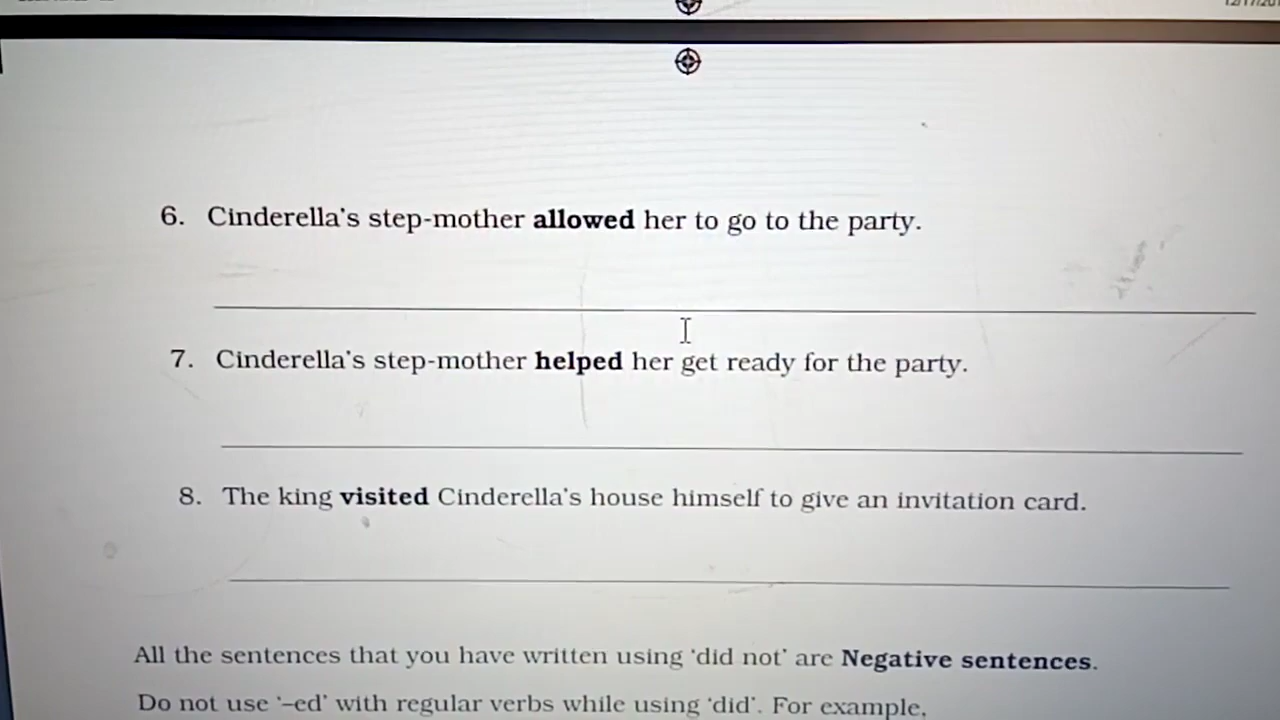 6. Cinderella's step-mother allowed her to go to the party.
7. Cinderella's step-mother helped her get ready for the party.
8. The king visited Cinderella's house himself to give an invitation card.
All the sentences that you have written using 'did not' are Negative sentences.
Do not use '–ed' with regular verbs while using 'did'. For example,